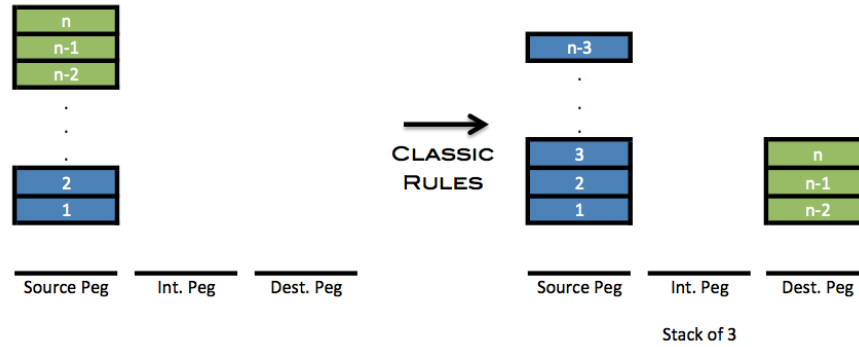 n
n-1
n-2
.
.
.
2
1
Source Peg
Int. Peg
Dest. Peg
CLASSIC
RULES
n-3
.
.
.
3
2
1
n
n-1
n-2
Source Peg
Int. Peg
Dest. Peg
Stack of 3